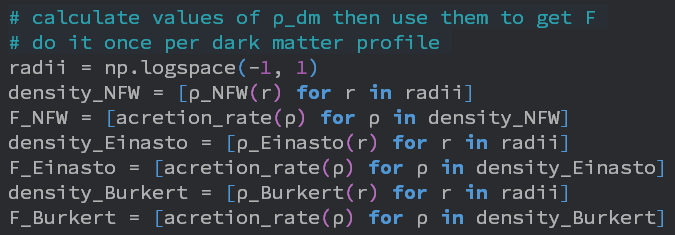 # calculate values of ρ_dm then use them to get F
# do it once per dark matter profile
radii = np.logspace(-1, 1)
density_NFW = [ρ_NFW(r) for r in radii]
F_NFW = [acretion_rate(ρ) for ρ in density_NFW]
density_Einasto = [ρ_Einasto(r) for r in radii]
F_Einasto = [acretion_rate(ρ) for ρ in density_Einasto]
density_Burkert = [ρ_Burkert(r) for r in radii]
F_Burkert = [acretion_rate(ρ) for ρ in density_Burkert]